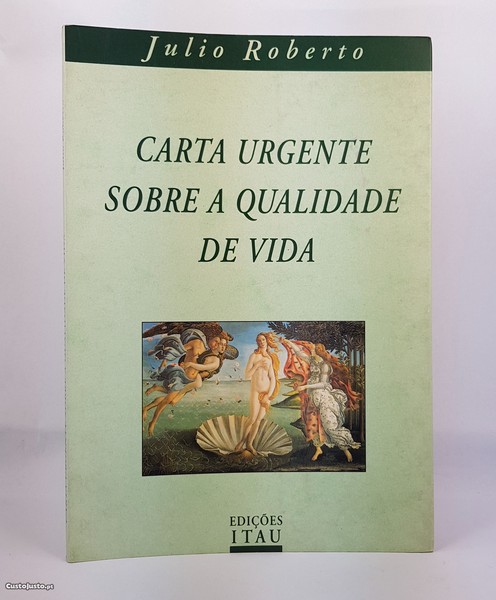 Julio Roberto
CARTA URGENTE
SOBRE A QUALIDADE
DE VIDA
EDIÇÕES
ITAU
CustoJusto.pt